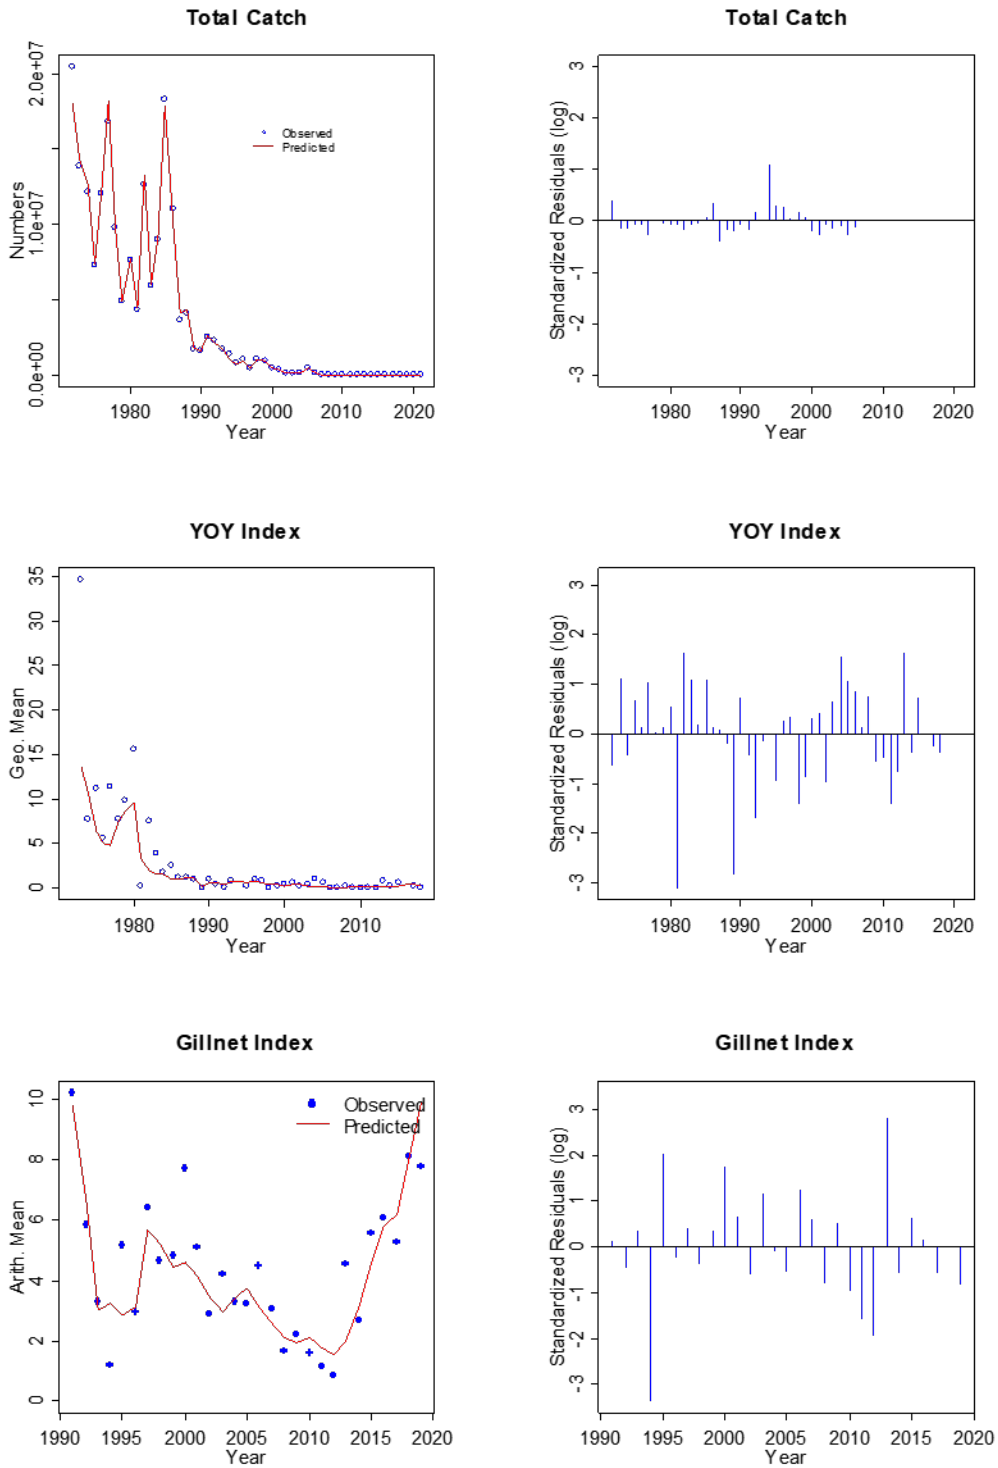 Total Catch
Numbers
0.0e+00 1.0e+07 2.0e+07
Observed
Predicted
1980 1990 2000 2010 2020
Year
Total Catch
Standardized Residuals (log)
-3 -2 -1 0 1 2 3
1980 1990 2000 2010 2020
Year
YOY Index
Geo. Mean
0 5 10 15 20 25 30 35
1980 1990 2000 2010
Year
YOY Index
Standardized Residuals (log)
-3 -2 -1 0 1 2 3
1980 1990 2000 2010 2020
Year
Gillnet Index
Arith. Mean
0 2 4 6 8 10
Observed
Predicted
1990 1995 2000 2005 2010 2015 2020
Year
Gillnet Index
Standardized Residuals (log)
-3 -2 -1 0 1 2 3
1990 1995 2000 2005 2010 2015 2020
Year